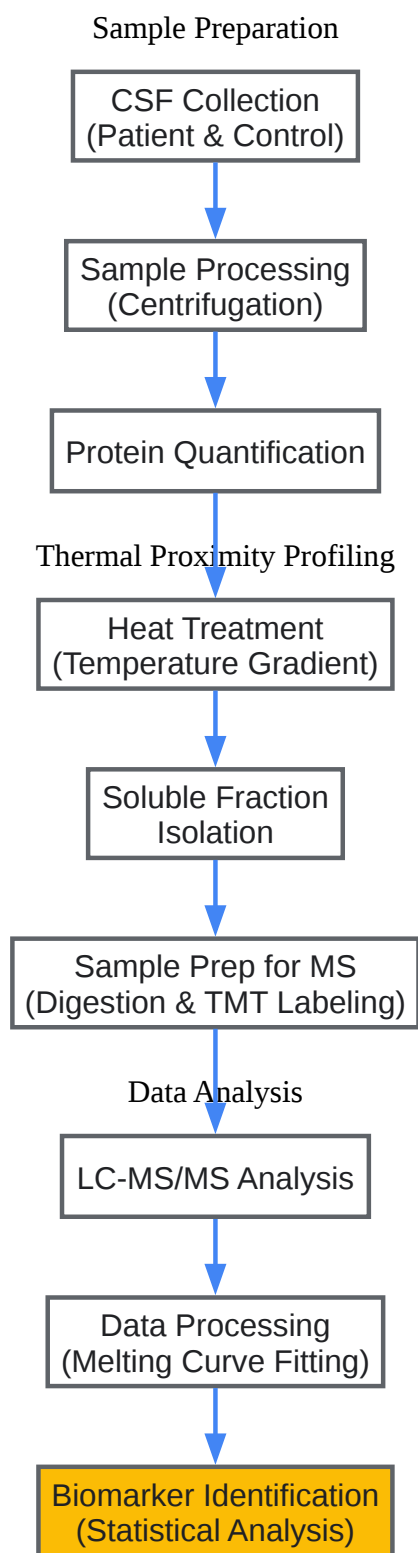 Sample Preparation
CSF Collection
(Patient & Control)
Sample Processing
(Centrifugation)
Protein Quantification
Thermal Proximity Profiling
Heat Treatment
(Temperature Gradient)
Soluble Fraction
Isolation
Sample Prep for MS
(Digestion & TMT Labeling)
Data Analysis
LC-MS/MS Analysis
Data Processing
(Melting Curve Fitting)
Biomarker Identification
(Statistical Analysis)